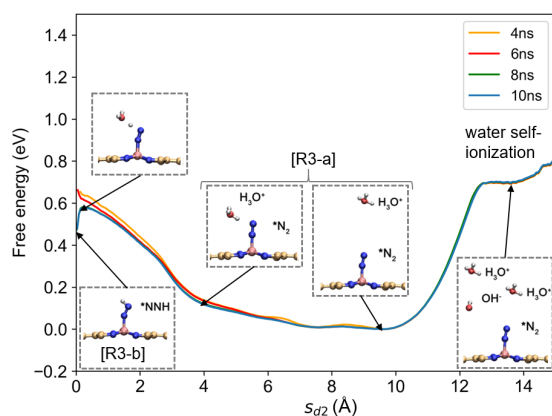 1.4
1.2
1.0
0.8
0.6
0.4
0.2
0.0
−0.2
Free energy (eV)
0
2
4
6
8
10
12
14
s_{d2} (Å)
4ns
6ns
8ns
10ns
water self-
ionization
[R3-a]
H₃O⁺
*N₂
H₃O⁺
*N₂
*NNH
[R3-b]
H₃O⁺
OH⁻
H₃O⁺
*N₂